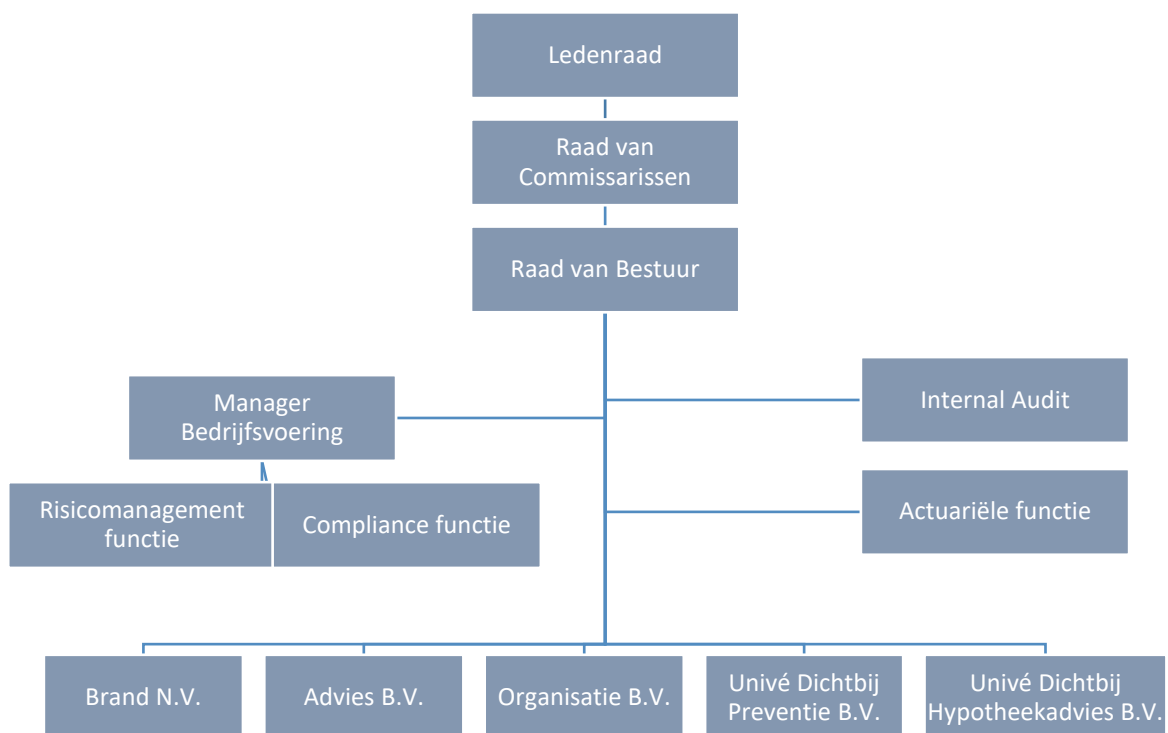 Ledenraad
Raad van
Commissarissen
Raad van Bestuur
Manager
Bedrijfsvoering
Internal Audit
Risicomanagement
functie
Compliance functie
Actuariële functie
Brand N.V.
Advies B.V.
Organisatie B.V.
Univé Dichtbij
Preventie B.V.
Univé Dichtbij
Hypotheekadvies B.V.